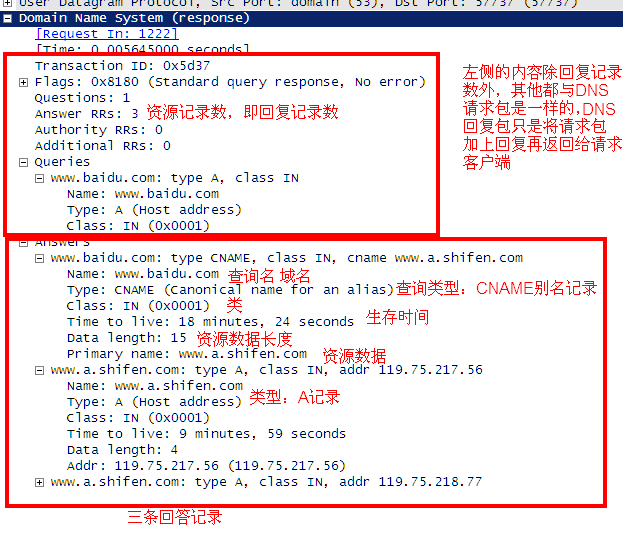 User Datagram Protocol, Src Port: domain (53), Dst Port: 57737 (57737)
Domain Name System (response)
[Request In: 1222]
[Time: 0.005645000 seconds]
Transaction ID: 0x5d37
Flags: 0x8180 (Standard query response, No error)
Questions: 1
Answer RRs: 3 资源记录数，即回复记录数
Authority RRs: 0
Additional RRs: 0
Queries
www.baidu.com: type A, class IN
Name: www.baidu.com
Type: A (Host address)
Class: IN (0x0001)
左侧的内容除回复记录
数外，其他都与DNS
请求包是一样的,DNS
回复包只是将请求包
加上回复再返回给请求
客户端
Answers
www.baidu.com: type CNAME, class IN, cname www.a.shifen.com
Name: www.baidu.com 查询名 域名
Type: CNAME (Canonical name for an alias) 查询类型：CNAME别名记录
Class: IN (0x0001) 类
Time to live: 18 minutes, 24 seconds 生存时间
Data length: 15 资源数据长度
Primary name: www.a.shifen.com 资源数据
www.a.shifen.com: type A, class IN, addr 119.75.217.56
Name: www.a.shifen.com
Type: A (Host address) 类型：A记录
Class: IN (0x0001)
Time to live: 9 minutes, 59 seconds
Data length: 4
Addr: 119.75.217.56 (119.75.217.56)
www.a.shifen.com: type A, class IN, addr 119.75.218.77
三条回答记录